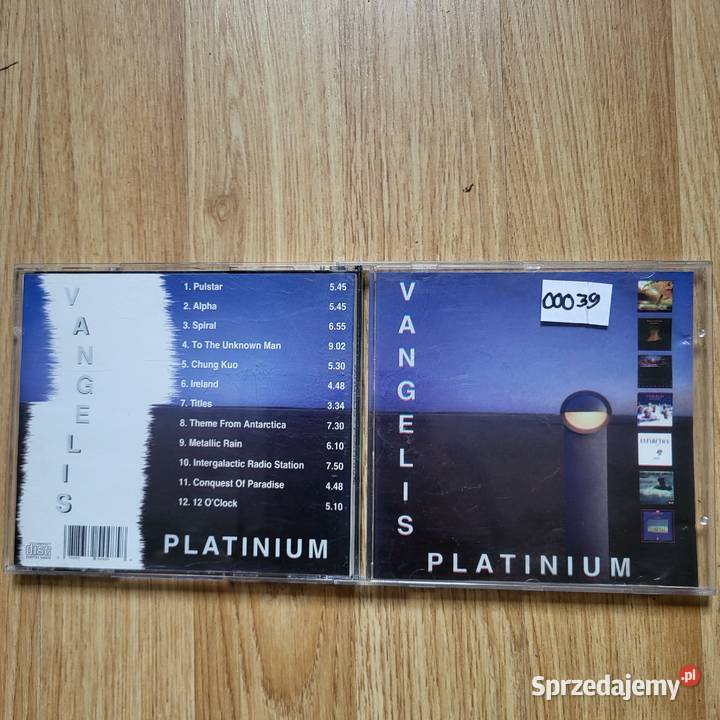 VANGELIS
1. Pulstar 5.45
2. Alpha 5.45
3. Spiral 6.55
4. To The Unknown Man 9.02
5. Chung Kuo 5.30
6. Ireland 4.48
7. Titles 3.34
8. Theme From Antarctica 7.30
9. Metallic Rain 6.10
10. Intergalactic Radio Station 7.50
11. Conquest Of Paradise 4.48
12. 12 O'Clock 5.10
disc
PLATINIUM
VANGELIS
00039
PLATINIUM
Sprzedajemy.pl